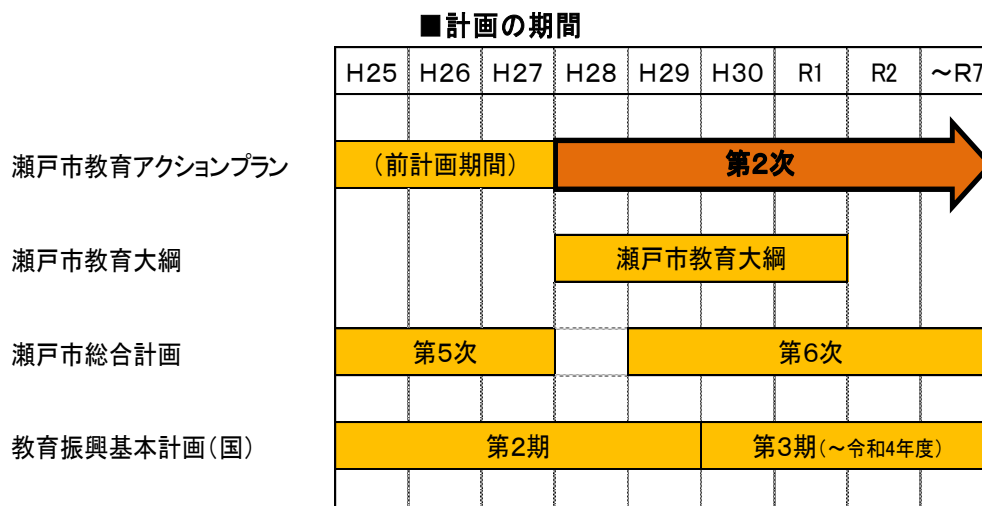 ■計画の期間
H25 H26 H27 H28 H29 H30 R1 R2 ～R7
瀬戸市教育アクションプラン (前計画期間) 第2次
瀬戸市教育大綱 瀬戸市教育大綱
瀬戸市総合計画 第5次 第6次
教育振興基本計画(国) 第2期 第3期(～令和4年度)